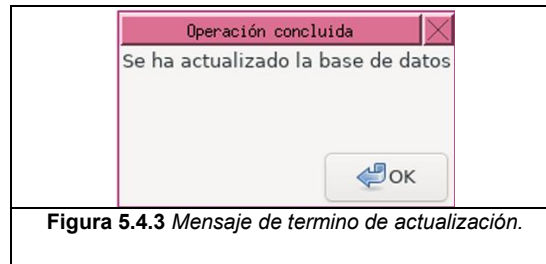 Operación concluida
Se ha actualizado la base de datos
OK
Figura 5.4.3 Mensaje de termino de actualización.